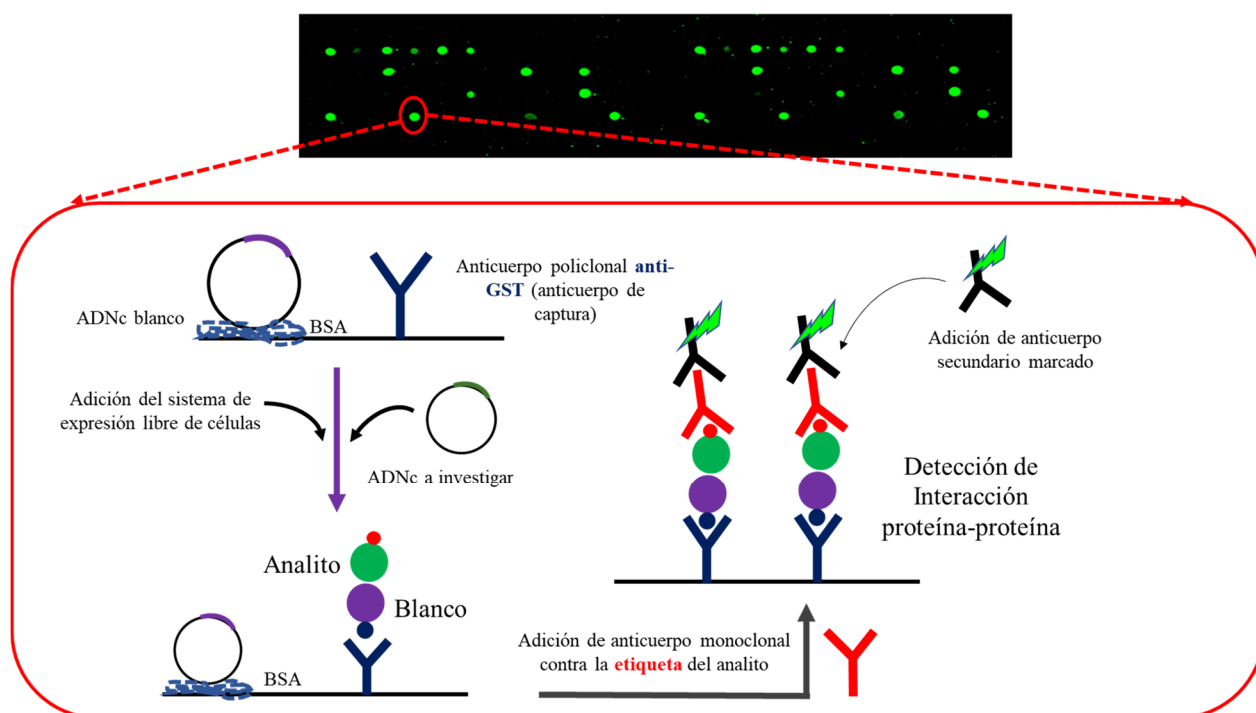 Anticuerpo policlonal anti-
GST (anticuerpo de
captura)
ADNc blanco
BSA
Adición de anticuerpo
secundario marcado
Adición del sistema de
expresión libre de células
ADNc a investigar
Detección de
Interacción
proteína-proteína
Analito
Blanco
BSA
Adición de anticuerpo monoclonal
contra la etiqueta del analito